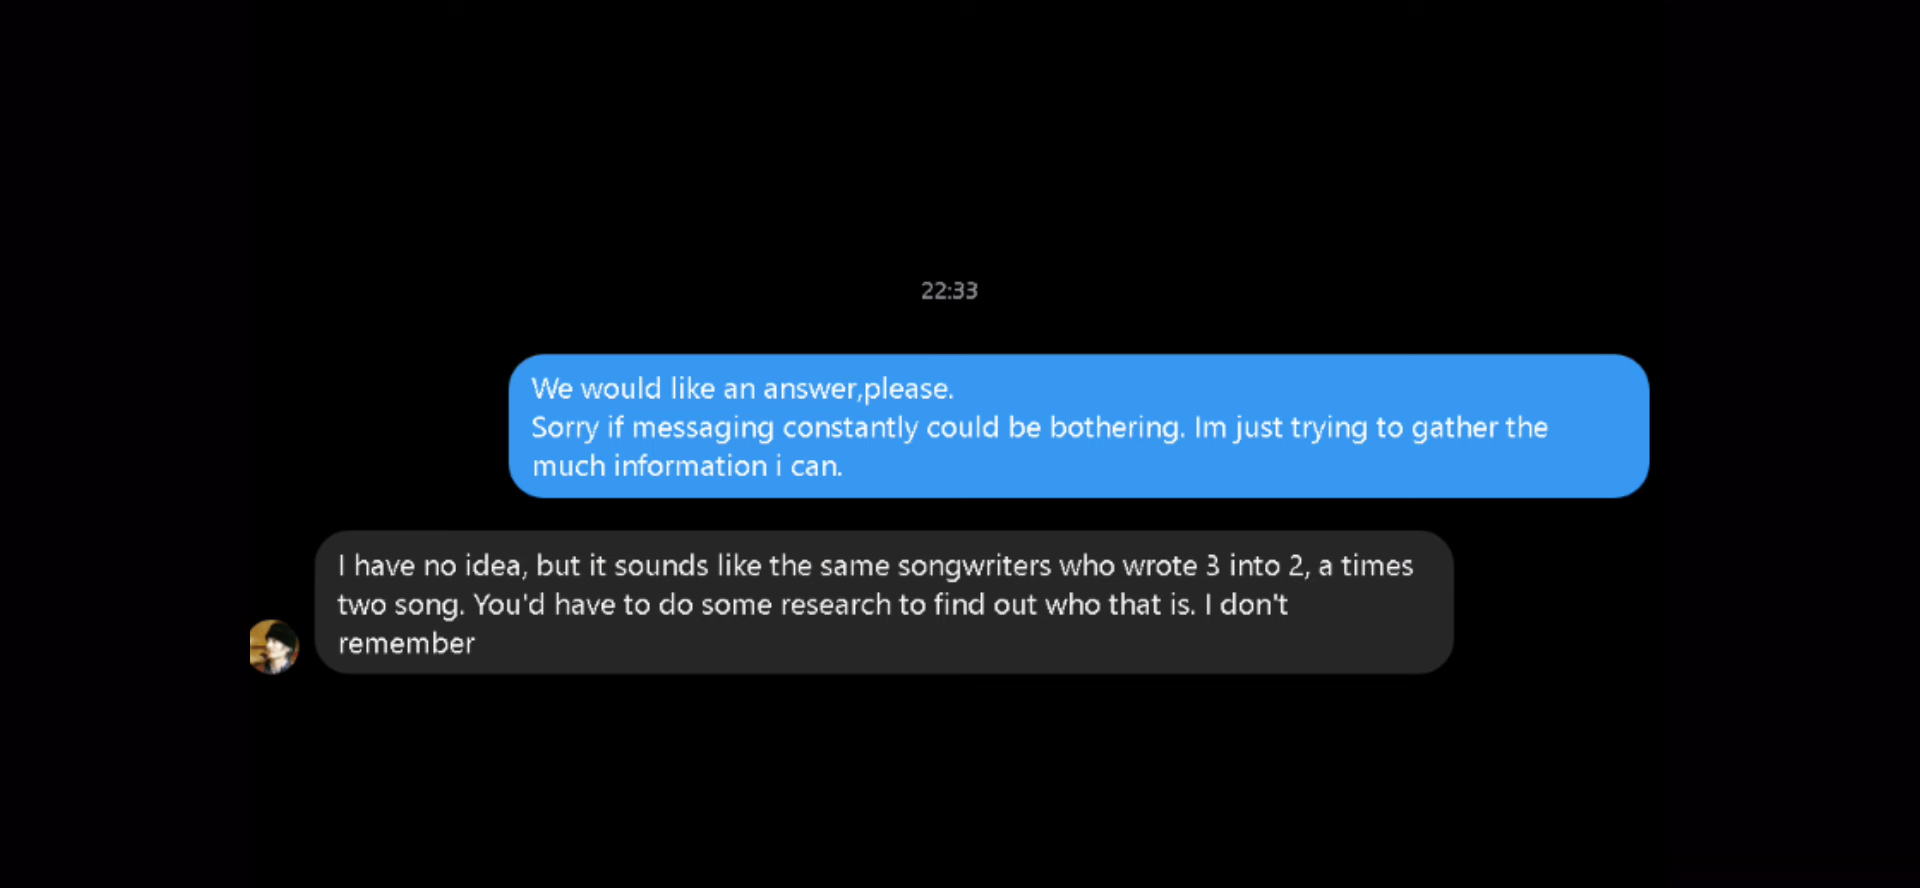 22:33
We would like an answer,please.
Sorry if messaging constantly could be bothering. Im just trying to gather the
much information i can.
I have no idea, but it sounds like the same songwriters who wrote 3 into 2, a times
two song. You'd have to do some research to find out who that is. I don't
remember